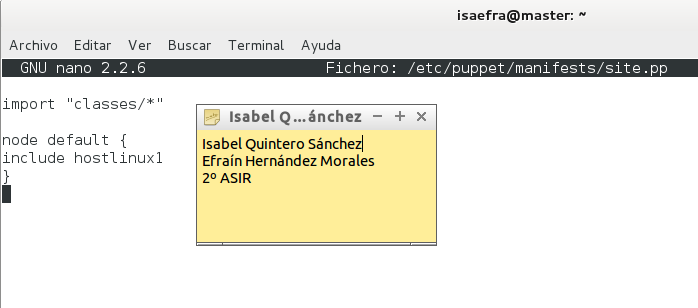 isaefra@master: ~
Archivo Editar Ver Buscar Terminal Ayuda
GNU nano 2.2.6 Fichero: /etc/puppet/manifests/site.pp
import "classes/*"
node default {
include hostlinux1
}
Isabel Q ...ánchez
Isabel Quintero Sánchez
Efraín Hernández Morales
2º ASIR